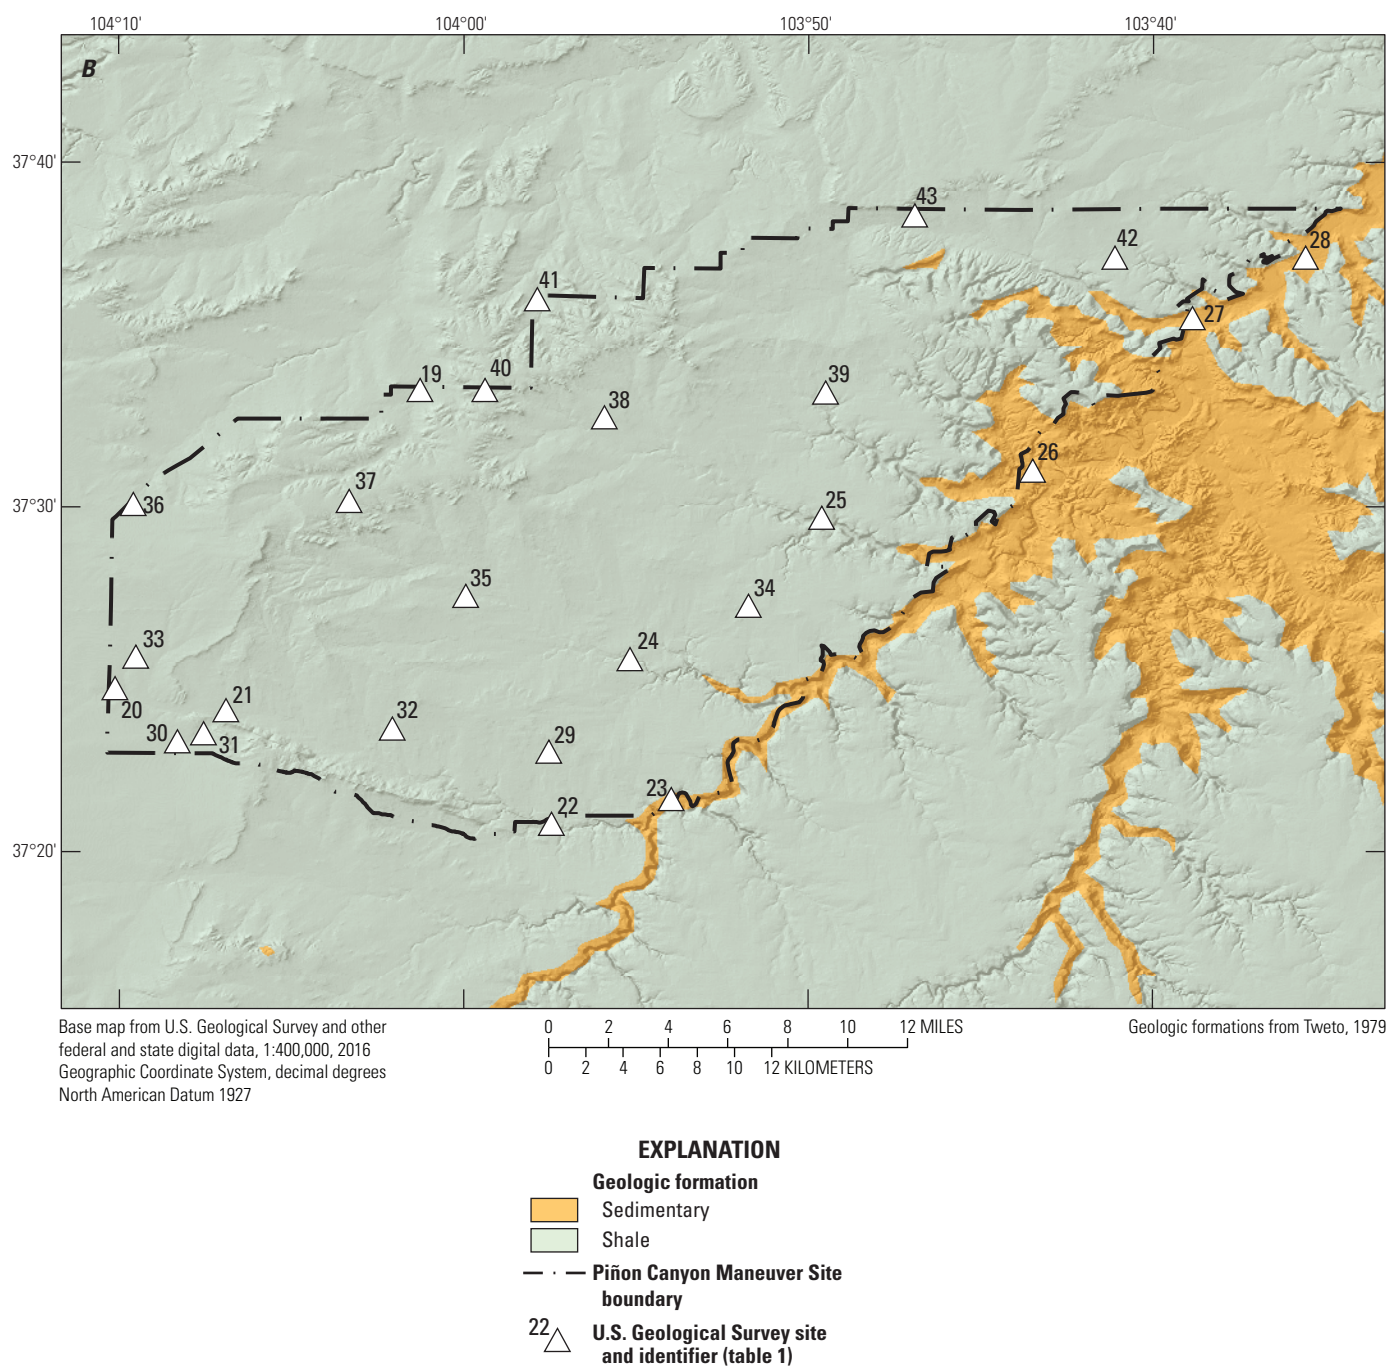 104°10' 104°00' 103°50' 103°40'
B
37°40'
43
42
28
41
27
19
40
39
38
26
37
36
25
37°30'
35
34
33
24
21
20
32
30
31
29
23
22
37°20'
Base map from U.S. Geological Survey and other
federal and state digital data, 1:400,000, 2016
Geographic Coordinate System, decimal degrees
North American Datum 1927
0 2 4 6 8 10 12 MILES
0 2 4 6 8 10 12 KILOMETERS
Geologic formations from Tweto, 1979
EXPLANATION
Geologic formation
Sedimentary
Shale
Piñon Canyon Maneuver Site
boundary
22
U.S. Geological Survey site
and identifier (table 1)